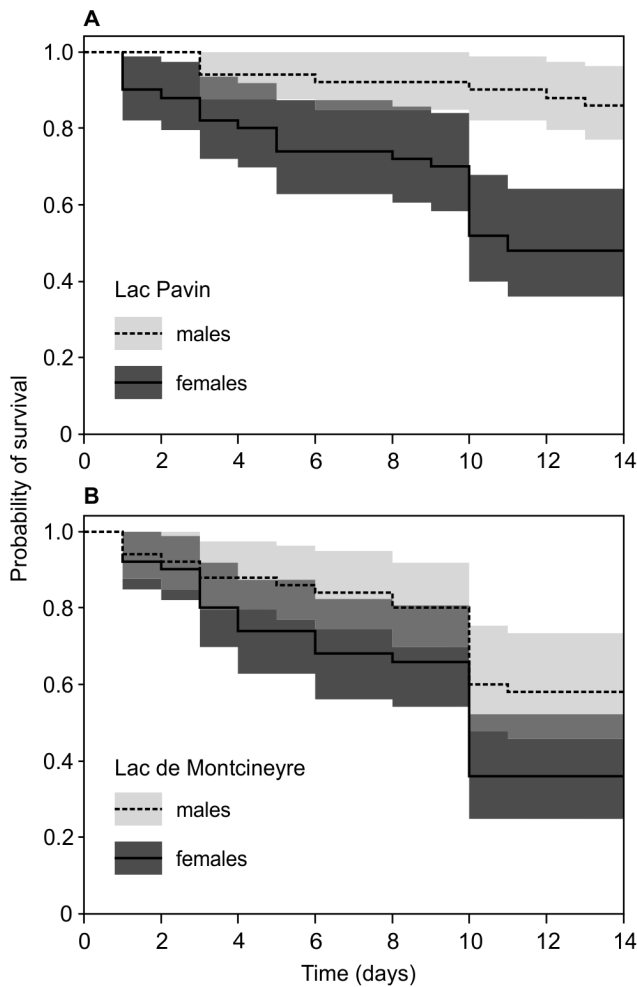 A
1.0
0.8
0.6
0.4
0.2
0
Lac Pavin
males
females
0 2 4 6 8 10 12 14
Probability of survival
B
1.0
0.8
0.6
0.4
0.2
0
Lac de Montcineyre
males
females
0 2 4 6 8 10 12 14
Time (days)